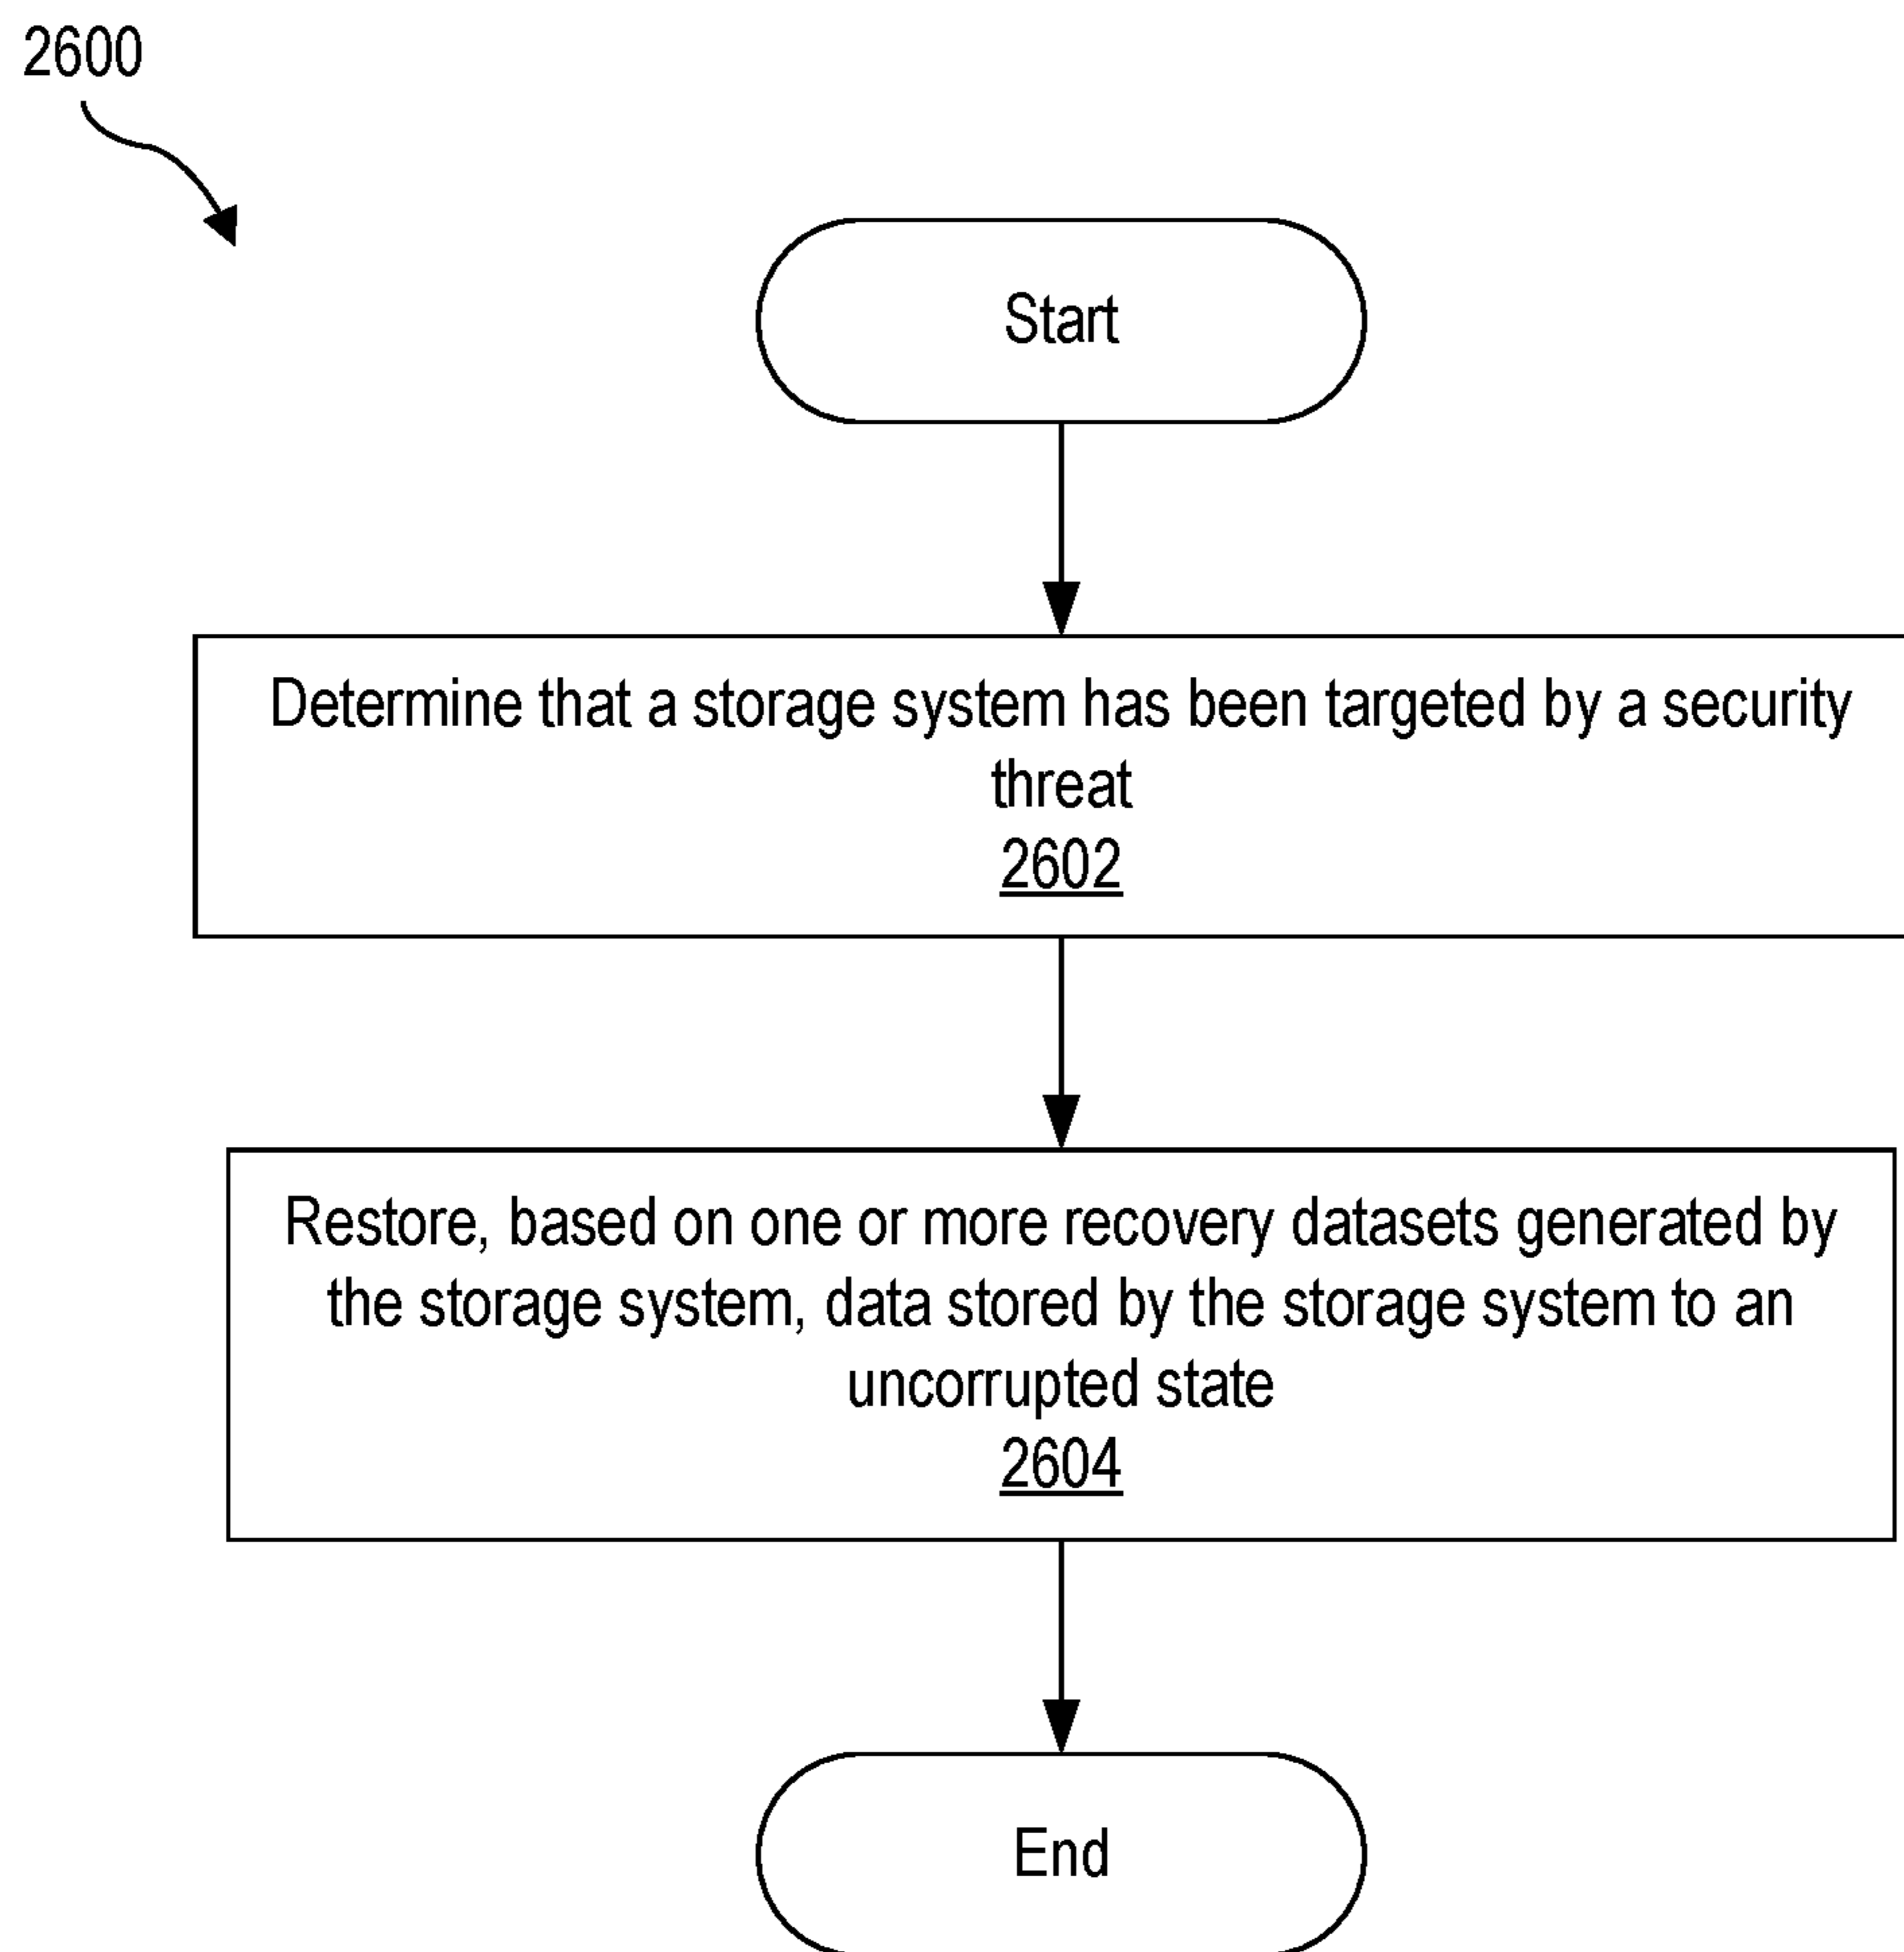 2600
Start
Determine that a storage system has been targeted by a security
threat
2602
Restore, based on one or more recovery datasets generated by
the storage system, data stored by the storage system to an
uncorrupted state
2604
End